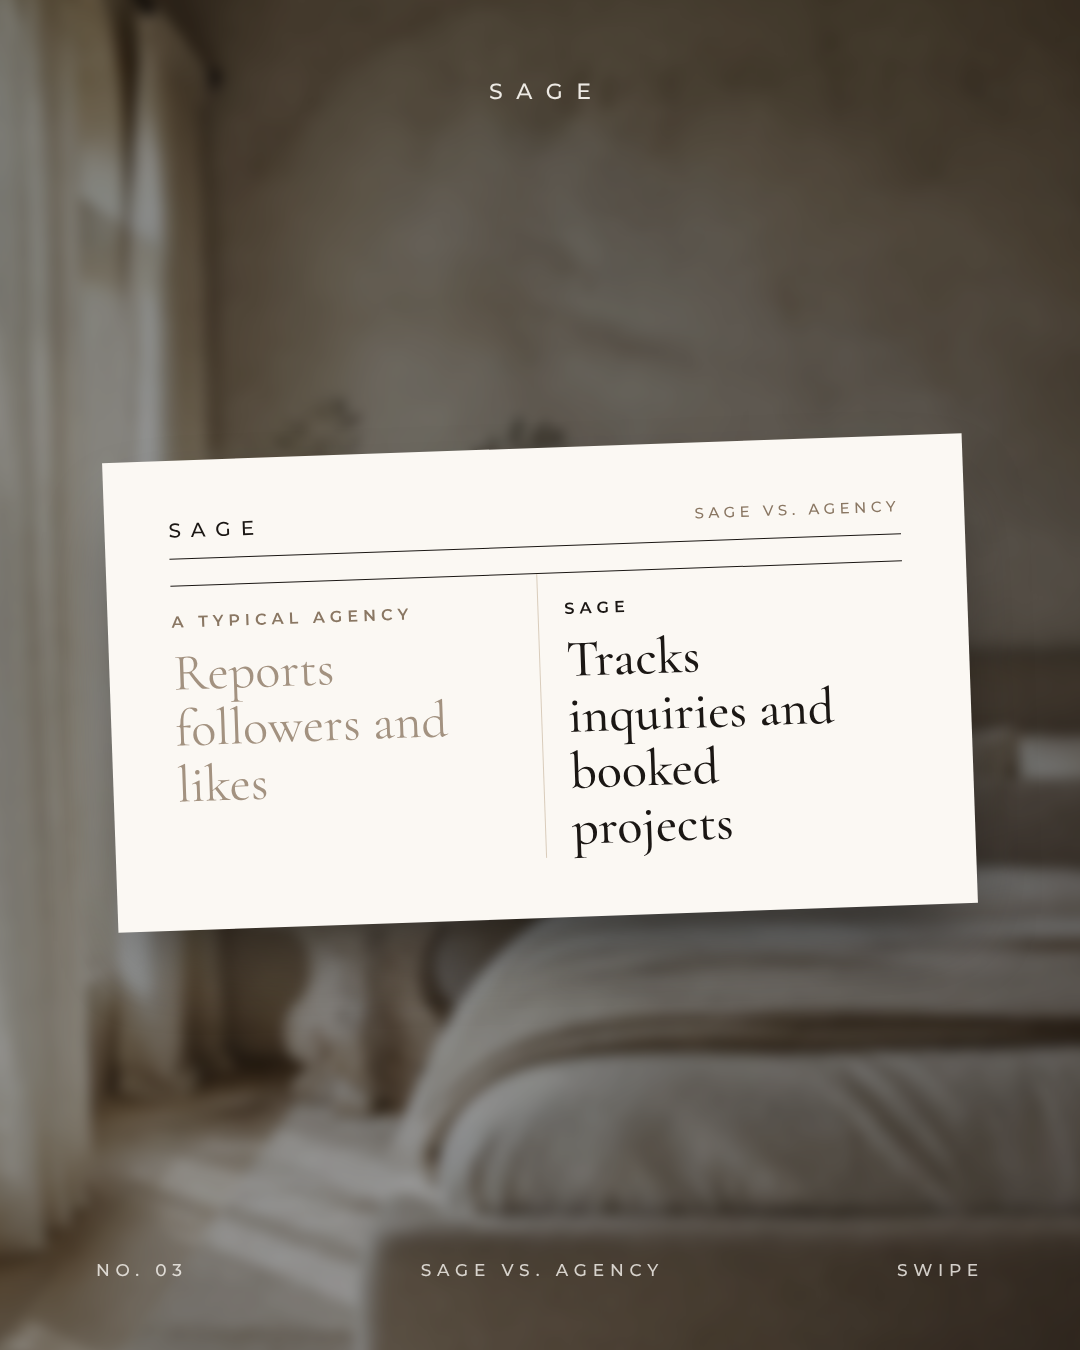 SAGE
SAGE
SAGE VS. AGENCY
A TYPICAL AGENCY
Reports
followers and
likes
SAGE
Tracks
inquiries and
booked
projects
NO. 03
SAGE VS. AGENCY
SWIPE